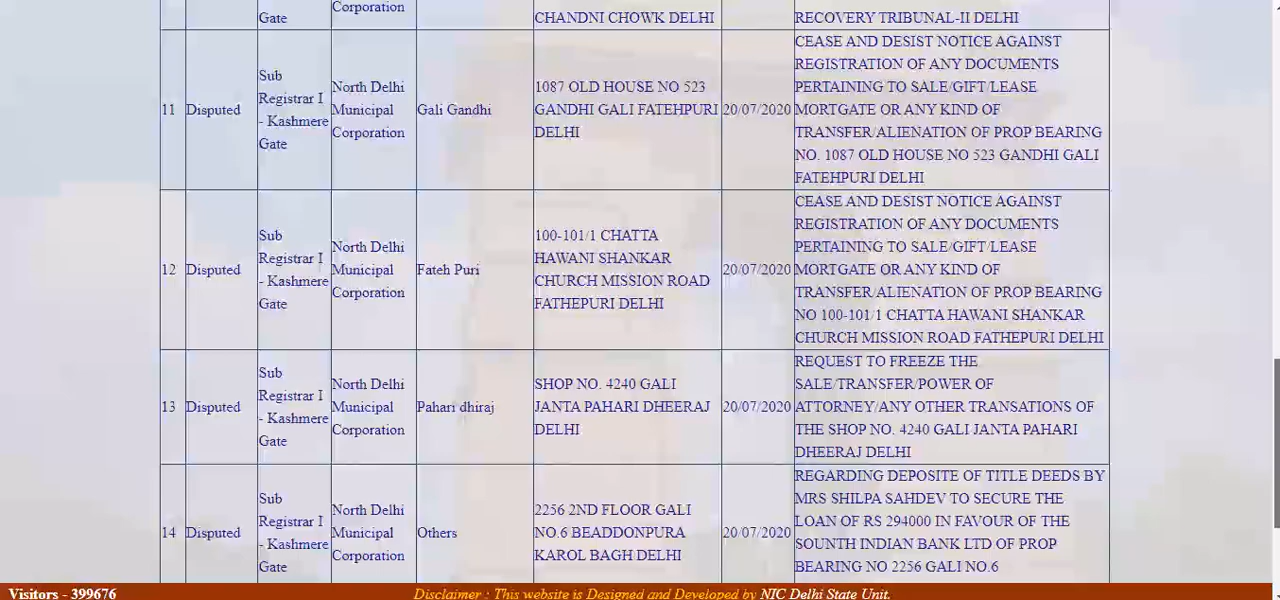 Gate
Corporation
CHANDNI CHOWK DELHI
RECOVERY TRIBUNAL-II DELHI
11
Disputed
Sub
Registrar I
- Kashmere
Gate
North Delhi
Municipal
Corporation
Gali Gandhi
1087 OLD HOUSE NO 523
GANDHI GALI FATEHPURI
DELHI
20/07/2020
CEASE AND DESIST NOTICE AGAINST
REGISTRATION OF ANY DOCUMENTS
PERTAINING TO SALE/GIFT/LEASE
MORTGATE OR ANY KIND OF
TRANSFER/ALIENATION OF PROP BEARING
NO. 1087 OLD HOUSE NO 523 GANDHI GALI
FATEHPURI DELHI
12
Disputed
Sub
Registrar I
- Kashmere
Gate
North Delhi
Municipal
Corporation
Fateh Puri
100-101/1 CHATTA
HAWANI SHANKAR
CHURCH MISSION ROAD
FATHEPURI DELHI
20/07/2020
CEASE AND DESIST NOTICE AGAINST
REGISTRATION OF ANY DOCUMENTS
PERTAINING TO SALE/GIFT/LEASE
MORTGATE OR ANY KIND OF
TRANSFER/ALIENATION OF PROP BEARING
NO 100-101/1 CHATTA HAWANI SHANKAR
CHURCH MISSION ROAD FATHEPURI DELHI
13
Disputed
Sub
Registrar I
- Kashmere
Gate
North Delhi
Municipal
Corporation
Pahari dhiraj
SHOP NO. 4240 GALI
JANTA PAHARI DHEERAJ
DELHI
20/07/2020
REQUEST TO FREEZE THE
SALE/TRANSFER/POWER OF
ATTORNEY/ANY OTHER TRANSATIONS OF
THE SHOP NO. 4240 GALI JANTA PAHARI
DHEERAJ DELHI
14
Disputed
Sub
Registrar I
- Kashmere
Gate
North Delhi
Municipal
Corporation
Others
2256 2ND FLOOR GALI
NO.6 BEADDONPURA
KAROL BAGH DELHI
20/07/2020
REGARDING DEPOSITE OF TITLE DEEDS BY
MRS SHILPA SAHDEV TO SECURE THE
LOAN OF RS 294000 IN FAVOUR OF THE
SOUNTH INDIAN BANK LTD OF PROP
BEARING NO 2256 GALI NO.6
Visitors - 399676
Disclaimer : This website is Designed and Developed by NIC Delhi State Unit.